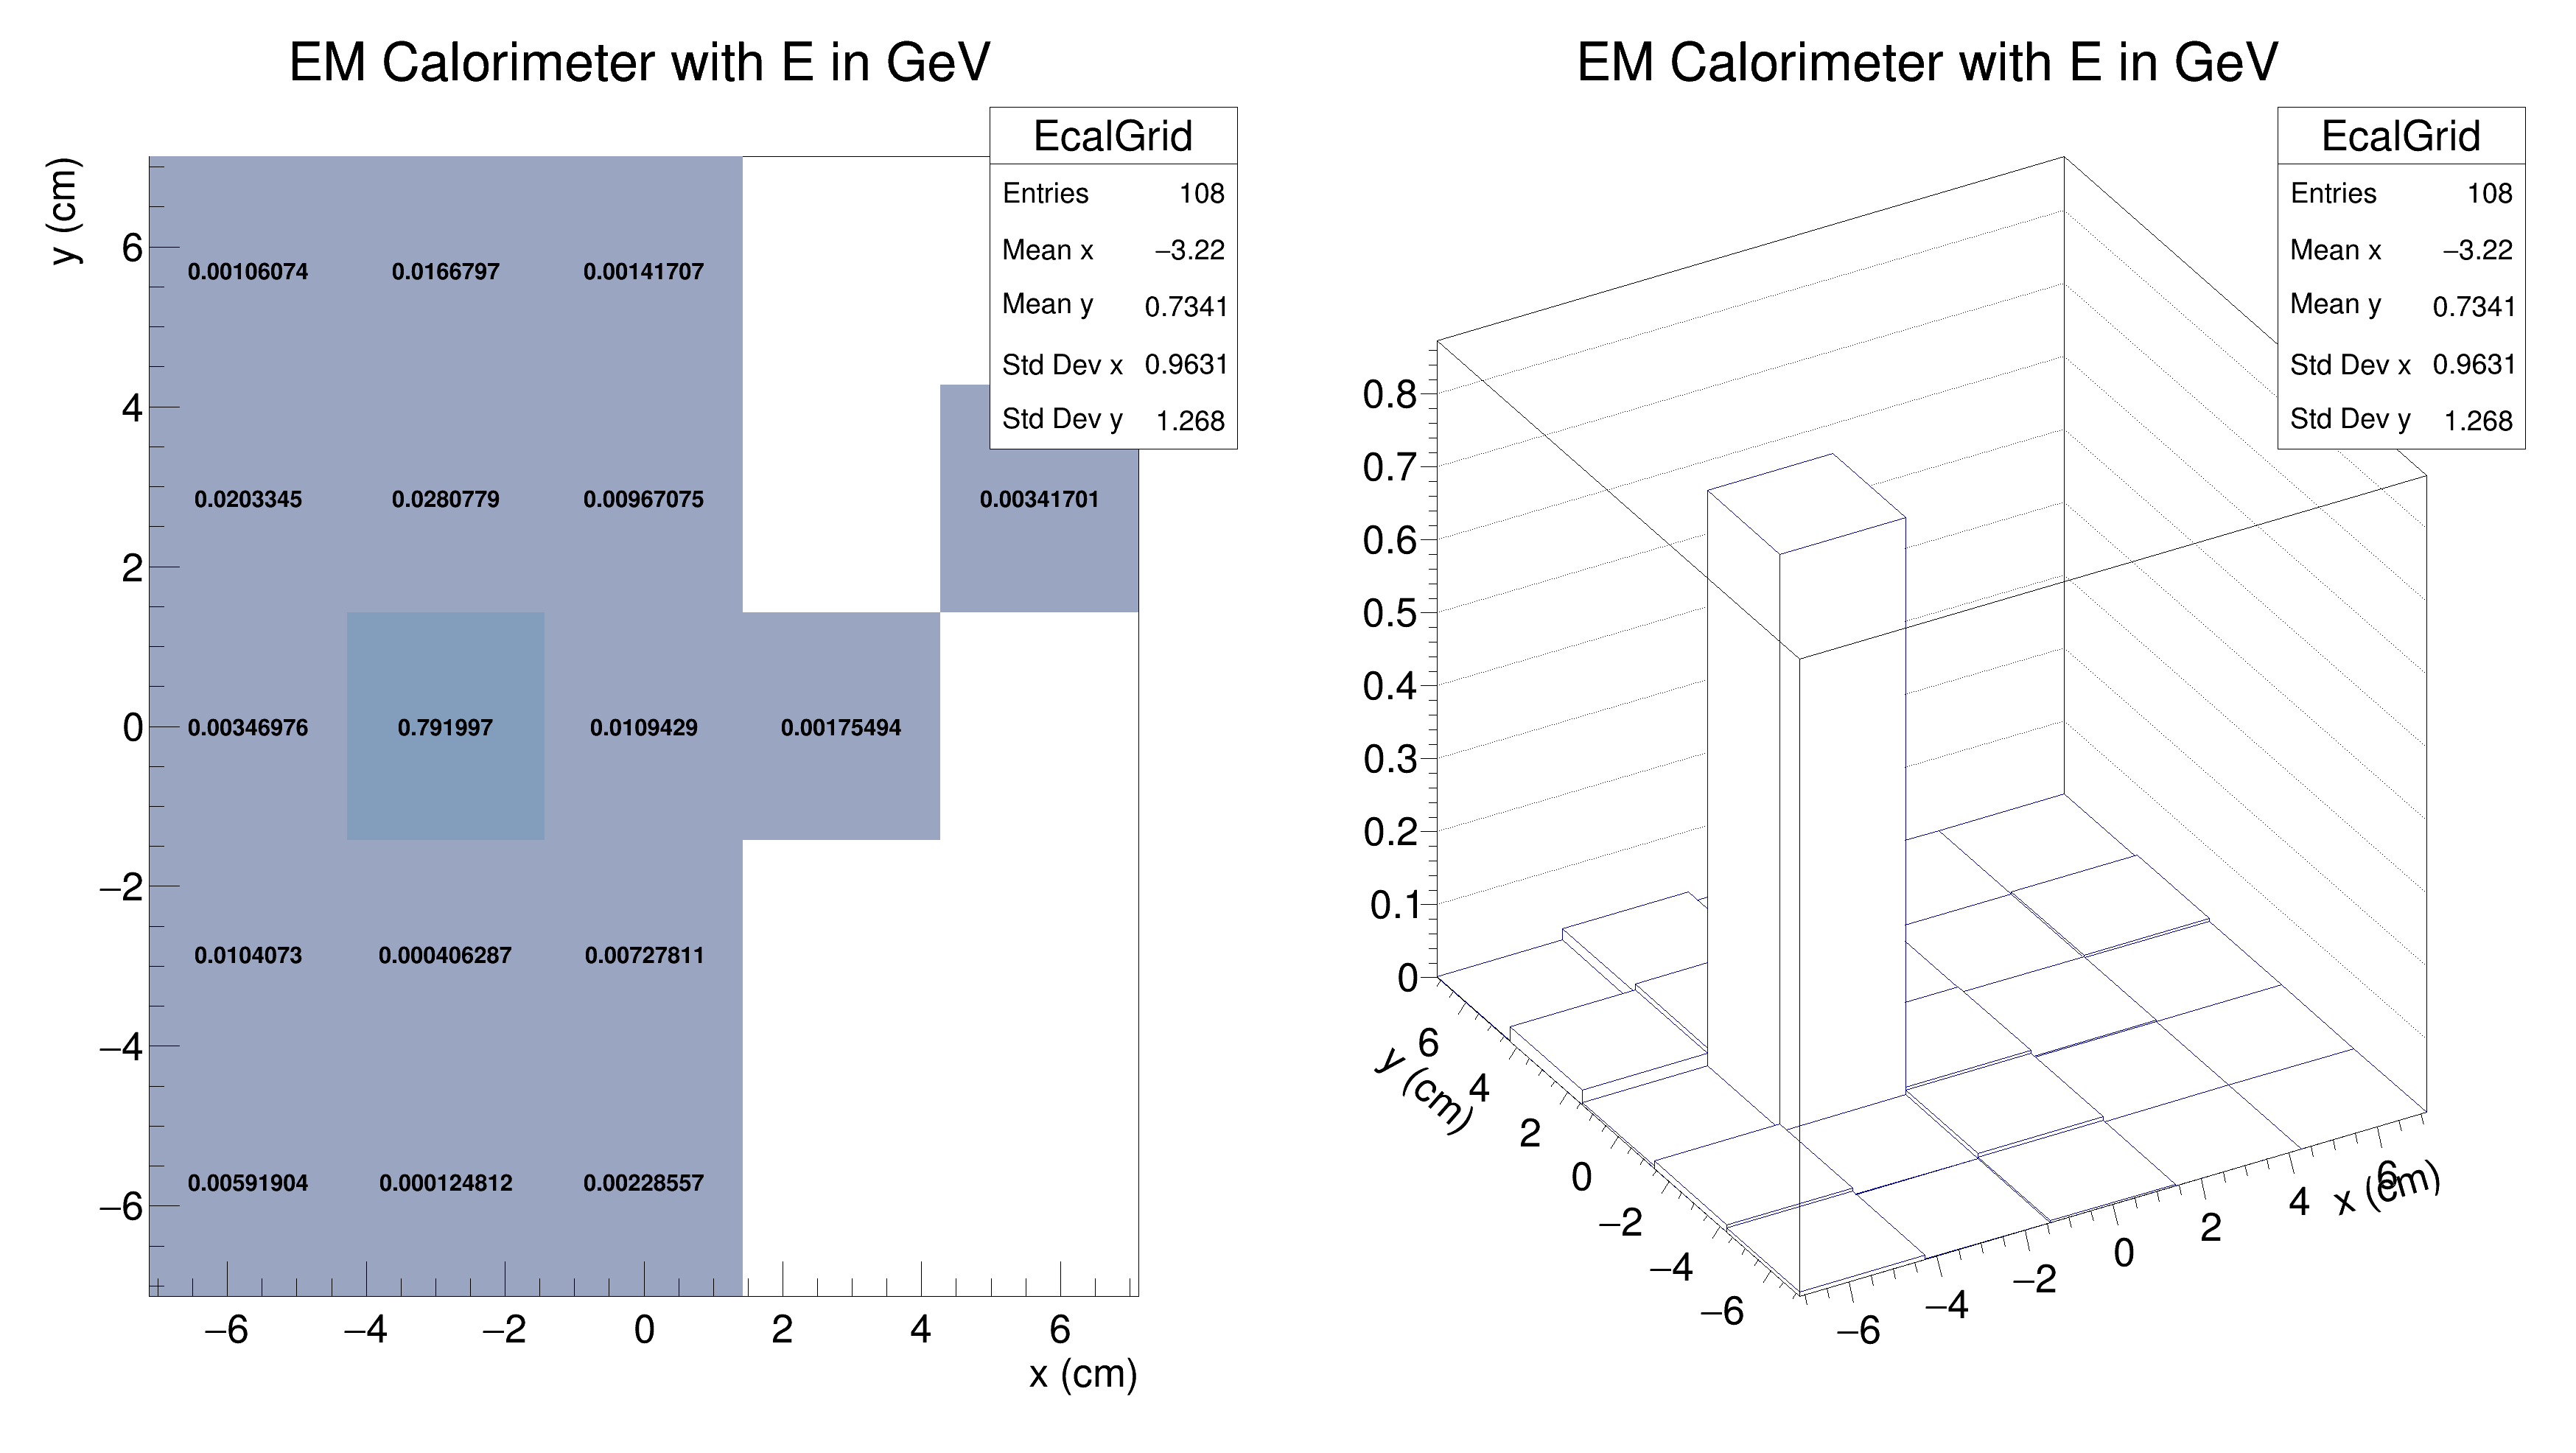 EM Calorimeter with E in GeV
y (cm)
EcalGrid
Entries 108
Mean x −3.22
Mean y 0.7341
Std Dev x 0.9631
Std Dev y 1.268
6
4
2
0
−2
−4
−6
0.00106074 0.0166797 0.00141707
0.0203345 0.0280779 0.00967075 0.00341701
0.00346976 0.791997 0.0109429 0.00175494
0.0104073 0.000406287 0.00727811
0.00591904 0.000124812 0.00228557
−6 −4 −2 0 2 4 6
x (cm)
EM Calorimeter with E in GeV
EcalGrid
Entries 108
Mean x −3.22
Mean y 0.7341
Std Dev x 0.9631
Std Dev y 1.268
0.8
0.7
0.6
0.5
0.4
0.3
0.2
0.1
0
y (cm)
6
4
2
0
−2
−4
−6
−6 −4 −2 0 2 4 6
x (cm)